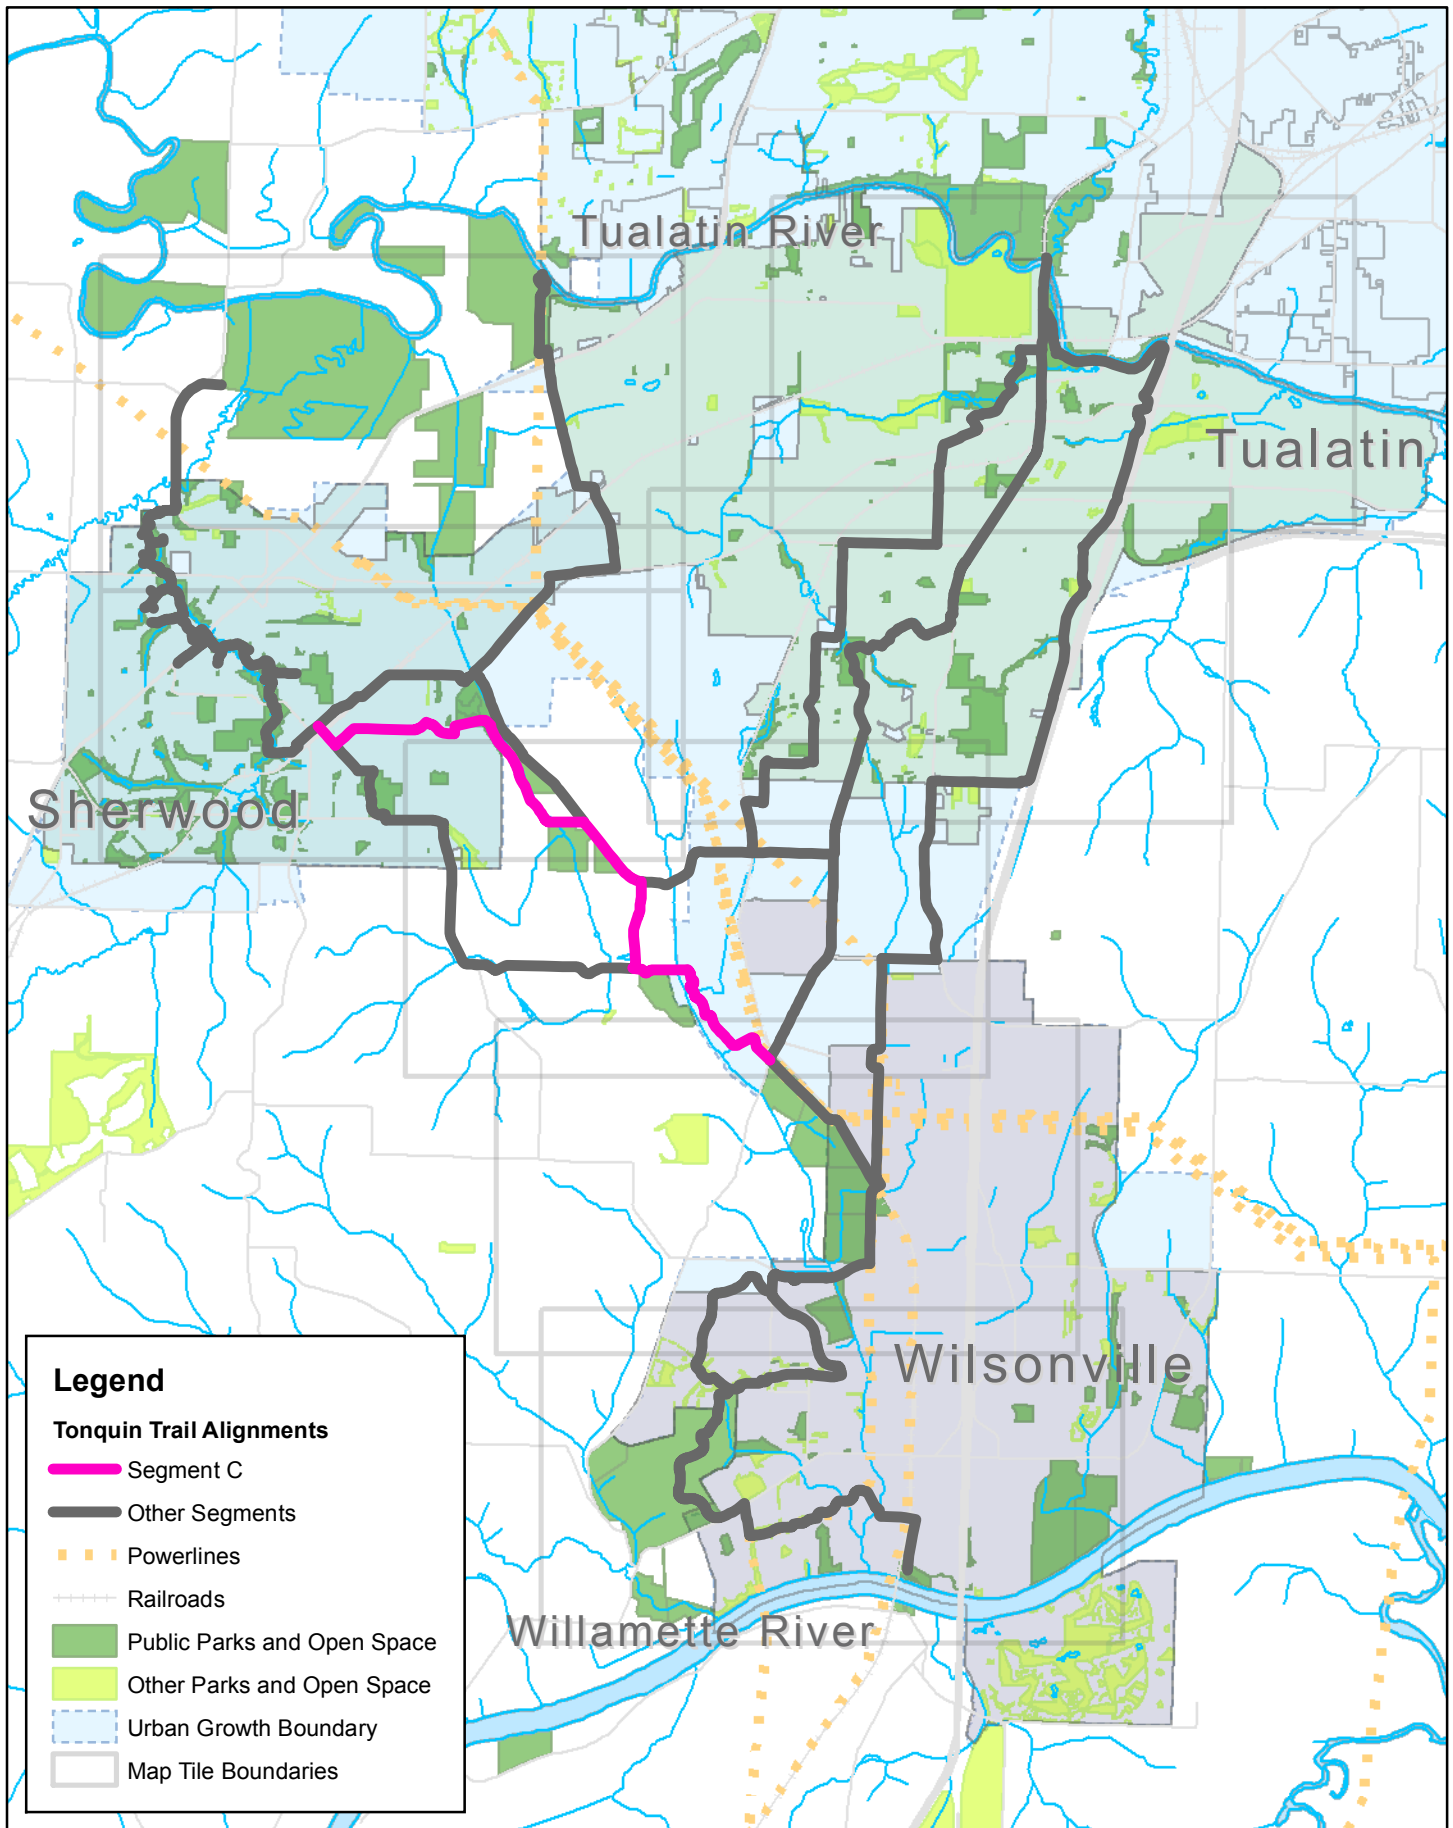 Tualatin River
Tualatin
Sherwood
Wilsonville
Willamette River
Legend
Tonquin Trail Alignments
Segment C
Other Segments
Powerlines
Railroads
Public Parks and Open Space
Other Parks and Open Space
Urban Growth Boundary
Map Tile Boundaries